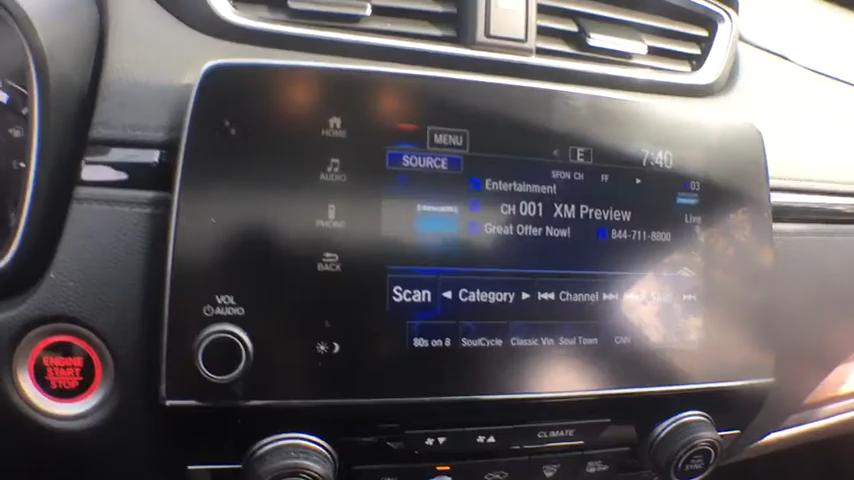 HOME
MENU
E
7:40
SOURCE
SFON CH
FF
AUDIO
Entertainment
03
CH 001 XM Preview
Live
PHONE
Great Offer Now!
844-711-8800
BACK
Scan
Category
Channel
VOL
AUDIO
80s on 8
SoulCycle
Classic Vin
Soul Town
CNN
ENGINE
START
STOP
CLIMATE
SYNC